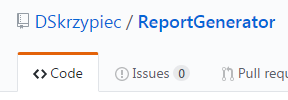 DSkrzypiec / ReportGenerator
<> Code Issues 0 Pull requ